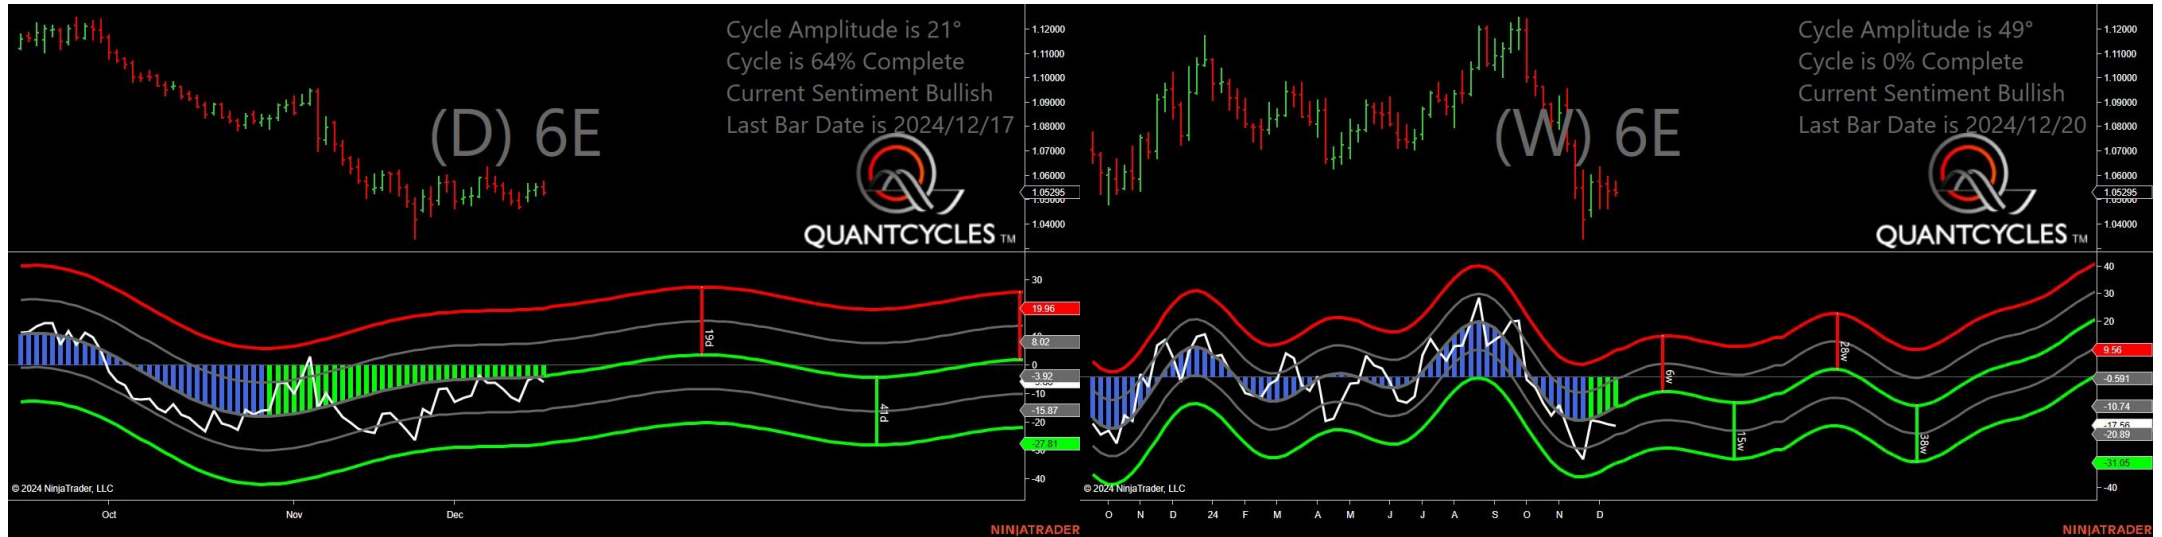 Cycle Amplitude is 21°
Cycle is 64% Complete
Current Sentiment Bullish
Last Bar Date is 2024/12/17
(D) 6E
QUANTCYCLES TM
1.12000
1.11000
1.10000
1.09000
1.08000
1.07000
1.06000
1.05295
1.04000
30
19.96
8.02
0
-3.92
-10
-15.87
-20
-27.81
-40
19d
41d
© 2024 NinjaTrader, LLC
Oct Nov Dec
NINJATRADER
Cycle Amplitude is 49°
Cycle is 0% Complete
Current Sentiment Bullish
Last Bar Date is 2024/12/20
(W) 6E
QUANTCYCLES TM
1.12000
1.11000
1.10000
1.09000
1.08000
1.07000
1.06000
1.05295
1.04000
40
30
20
9.56
-0.591
-10.74
-17.56
-20.89
-31.05
-40
6w
15w
28w
38w
© 2024 NinjaTrader, LLC
O N D 24 F M A M J J A S O N D
NINJATRADER